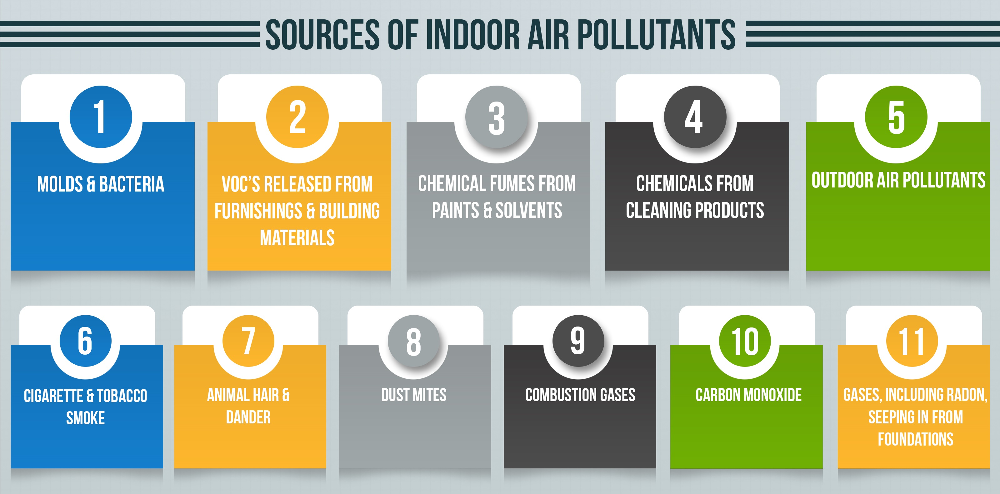 SOURCES OF INDOOR AIR POLLUTANTS
1
MOLDS & BACTERIA
2
VOC'S RELEASED FROM
FURNISHINGS & BUILDING
MATERIALS
3
CHEMICAL FUMES FROM
PAINTS & SOLVENTS
4
CHEMICALS FROM
CLEANING PRODUCTS
5
OUTDOOR AIR POLLUTANTS
6
CIGARETTE & TOBACCO
SMOKE
7
ANIMAL HAIR &
DANDER
8
DUST MITES
9
COMBUSTION GASES
10
CARBON MONOXIDE
11
GASES, INCLUDING RADON,
SEEPING IN FROM
FOUNDATIONS